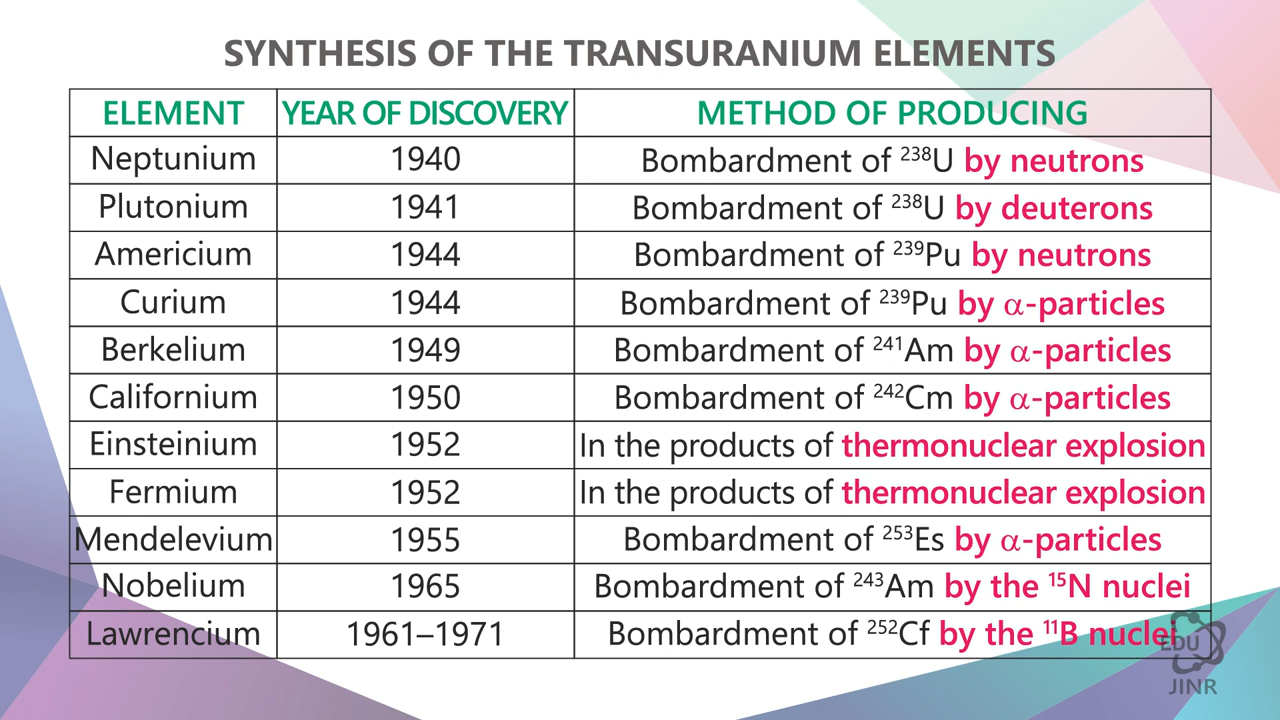 SYNTHESIS OF THE TRANSURANIUM ELEMENTS
ELEMENT YEAR OF DISCOVERY METHOD OF PRODUCING
Neptunium 1940 Bombardment of ²³⁸U by neutrons
Plutonium 1941 Bombardment of ²³⁸U by deuterons
Americium 1944 Bombardment of ²³⁹Pu by neutrons
Curium 1944 Bombardment of ²³⁹Pu by α-particles
Berkelium 1949 Bombardment of ²⁴¹Am by α-particles
Californium 1950 Bombardment of ²⁴²Cm by α-particles
Einsteinium 1952 In the products of thermonuclear explosion
Fermium 1952 In the products of thermonuclear explosion
Mendelevium 1955 Bombardment of ²⁵³Es by α-particles
Nobelium 1965 Bombardment of ²⁴³Am by the ¹⁵N nuclei
Lawrencium 1961–1971 Bombardment of ²⁵²Cf by the ¹¹B nuclei
EDU
JINR